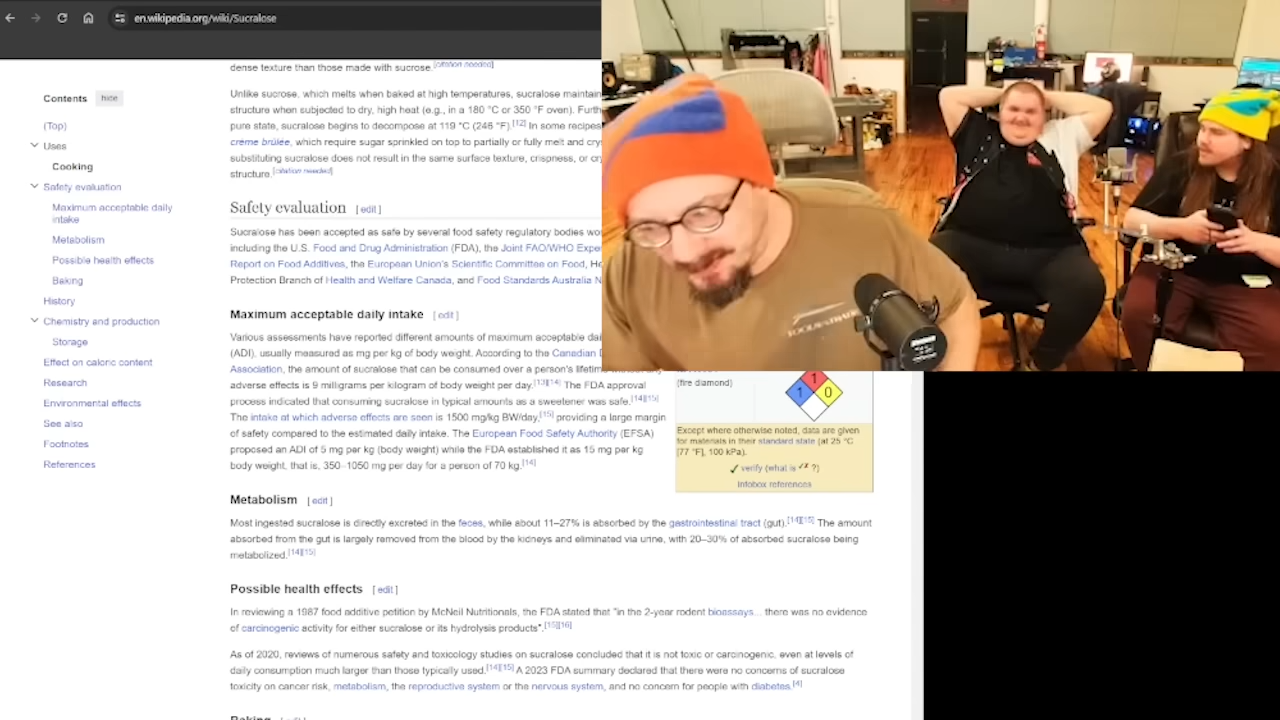 en.wikipedia.org/wiki/Sucralose
Contents hide
(Top)
Uses
Cooking
Safety evaluation
Maximum acceptable daily
intake
Metabolism
Possible health effects
Baking
History
Chemistry and production
Storage
Effect on caloric content
Research
Environmental effects
See also
Footnotes
References
dense texture than those made with sucrose.[citation needed]
Unlike sucrose, which melts when baked at high temperatures, sucralose maintain
structure when subjected to dry, high heat (e.g., in a 180 °C or 350 °F oven). Furth
pure state, sucralose begins to decompose at 119 °C (246 °F).[12] In some recipes
crème brûlée, which require sugar sprinkled on top to partially or fully melt and crys
substituting sucralose does not result in the same surface texture, crispness, or cry
structure.[citation needed]
Safety evaluation [ edit ]
Sucralose has been accepted as safe by several food safety regulatory bodies wo
including the U.S. Food and Drug Administration (FDA), the Joint FAO/WHO Exper
Report on Food Additives, the European Union's Scientific Committee on Food, He
Protection Branch of Health and Welfare Canada, and Food Standards Australia N
Maximum acceptable daily intake [ edit ]
Various assessments have reported different amounts of maximum acceptable dai
(ADI), usually measured as mg per kg of body weight. According to the Canadian D
Association, the amount of sucralose that can be consumed over a person's lifetime
adverse effects is 9 milligrams per kilogram of body weight per day.[13][14] The FDA approval
process indicated that consuming sucralose in typical amounts as a sweetener was safe.[14][15]
The intake at which adverse effects are seen is 1500 mg/kg BW/day,[15] providing a large margin
of safety compared to the estimated daily intake. The European Food Safety Authority (EFSA)
proposed an ADI of 5 mg per kg (body weight) while the FDA established it as 15 mg per kg
body weight, that is, 350–1050 mg per day for a person of 70 kg.[14]
(fire diamond)
1
1 0
Except where otherwise noted, data are given
for materials in their standard state (at 25 °C
[77 °F], 100 kPa).
verify (what is ?)
Infobox references
Metabolism [ edit ]
Most ingested sucralose is directly excreted in the feces, while about 11–27% is absorbed by the gastrointestinal tract (gut).[14][15] The amount
absorbed from the gut is largely removed from the blood by the kidneys and eliminated via urine, with 20–30% of absorbed sucralose being
metabolized.[14][15]
Possible health effects [ edit ]
In reviewing a 1987 food additive petition by McNeil Nutritionals, the FDA stated that "in the 2-year rodent bioassays... there was no evidence
of carcinogenic activity for either sucralose or its hydrolysis products".[15][16]
As of 2020, reviews of numerous safety and toxicology studies on sucralose concluded that it is not toxic or carcinogenic, even at levels of
daily consumption much larger than those typically used.[14][15] A 2023 FDA summary declared that there were no concerns of sucralose
toxicity on cancer risk, metabolism, the reproductive system or the nervous system, and no concern for people with diabetes.[4]
Baking [ edit ]